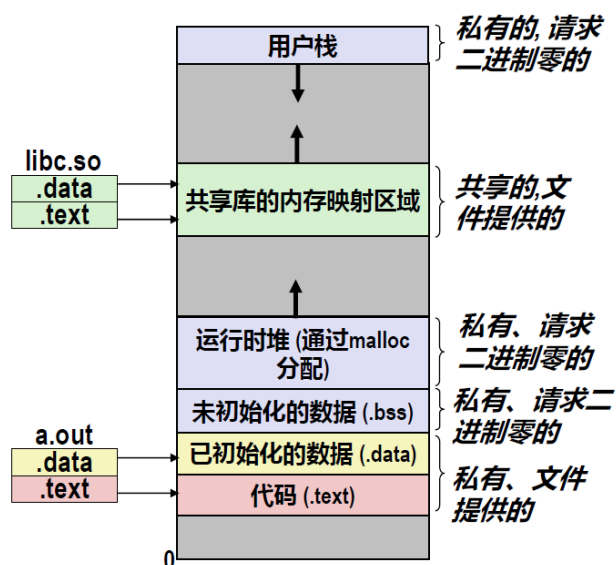 用户栈
私有的, 请求
二进制零的
libc.so
.data
.text
共享库的内存映射区域
共享的,文
件提供的
运行时堆 (通过malloc
分配)
私有、请求
二进制零的
未初始化的数据 (.bss)
私有、请求二
进制零的
a.out
.data
.text
已初始化的数据 (.data)
代码 (.text)
私有、文件
提供的
0